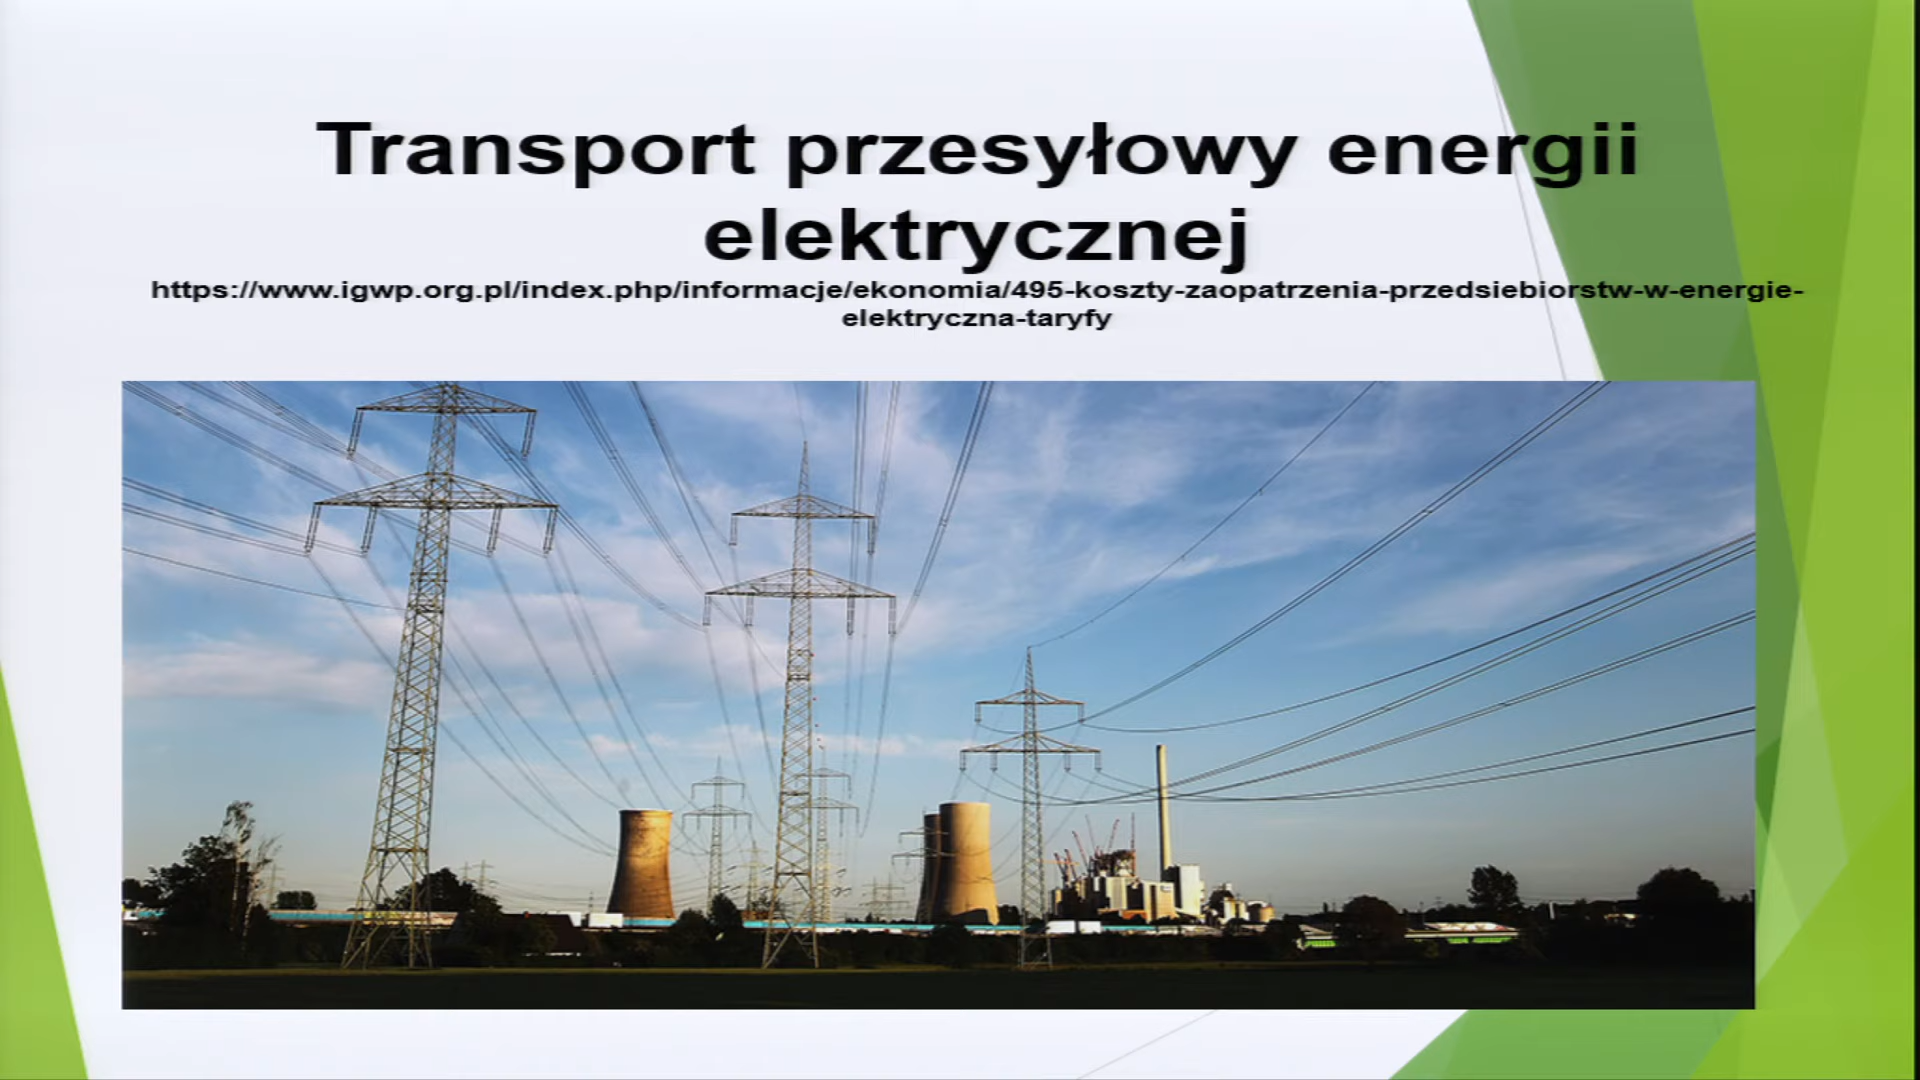 Transport przesyłowy energii
elektrycznej
https://www.igwp.org.pl/index.php/informacje/ekonomia/495-koszty-zaopatrzenia-przedsiebiorstw-w-energie-
elektryczna-taryfy